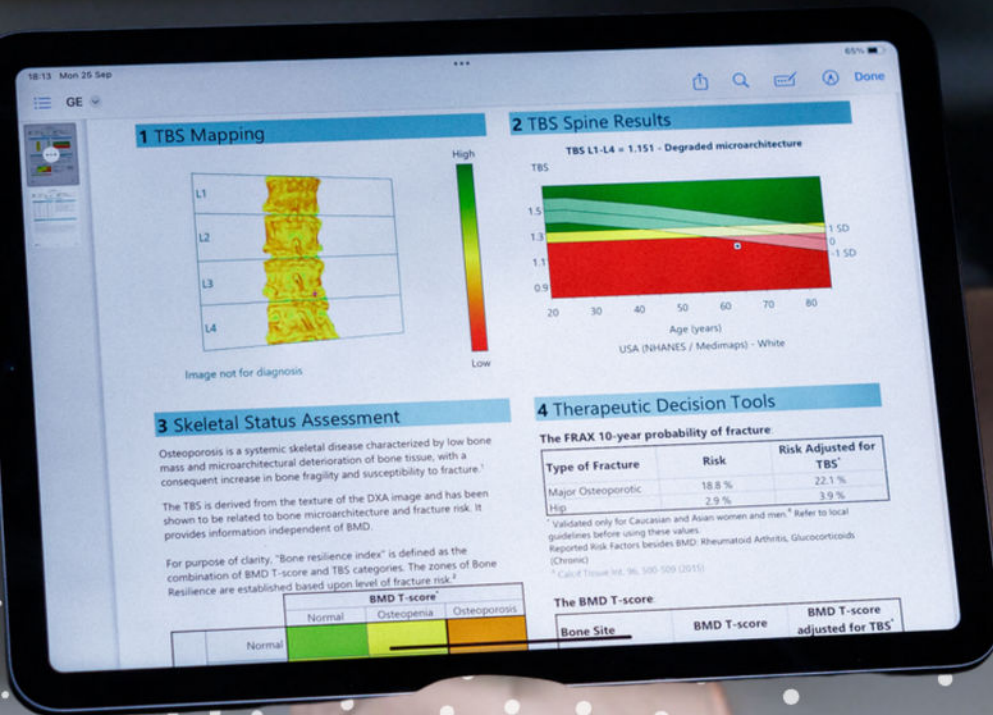 18:13 Mon 25 Sep
65%
GE
Done
1 TBS Mapping
High
L1
L2
L3
L4
Low
Image not for diagnosis
2 TBS Spine Results
TBS L1-L4 = 1.151 - Degraded microarchitecture
TBS
1.5
1.3
1.1
0.9
1 SD
0
-1 SD
20 30 40 50 60 70 80
Age (years)
USA (NHANES / Medimaps) - White
3 Skeletal Status Assessment
Osteoporosis is a systemic skeletal disease characterized by low bone
mass and microarchitectural deterioration of bone tissue, with a
consequent increase in bone fragility and susceptibility to fracture.¹
The TBS is derived from the texture of the DXA image and has been
shown to be related to bone microarchitecture and fracture risk. It
provides information independent of BMD.
For purpose of clarity, "Bone resilience index" is defined as the
combination of BMD T-score and TBS categories. The zones of Bone
Resilience are established based upon level of fracture risk.²
BMD T-score*
Normal Osteopenia Osteoporosis
Normal
4 Therapeutic Decision Tools
The FRAX 10-year probability of fracture
Type of Fracture Risk Risk Adjusted for
TBS*
Major Osteoporotic 18.8 % 22.1 %
Hip 2.9 % 3.9 %
* Validated only for Caucasian and Asian women and men.⁴ Refer to local
guidelines before using these values.
Reported Risk Factors besides BMD: Rheumatoid Arthritis, Glucocorticoids
(Chronic)
Calcif Tissue Int, 96, 500-509 (2015)
The BMD T-score
Bone Site BMD T-score BMD T-score
adjusted for TBS*